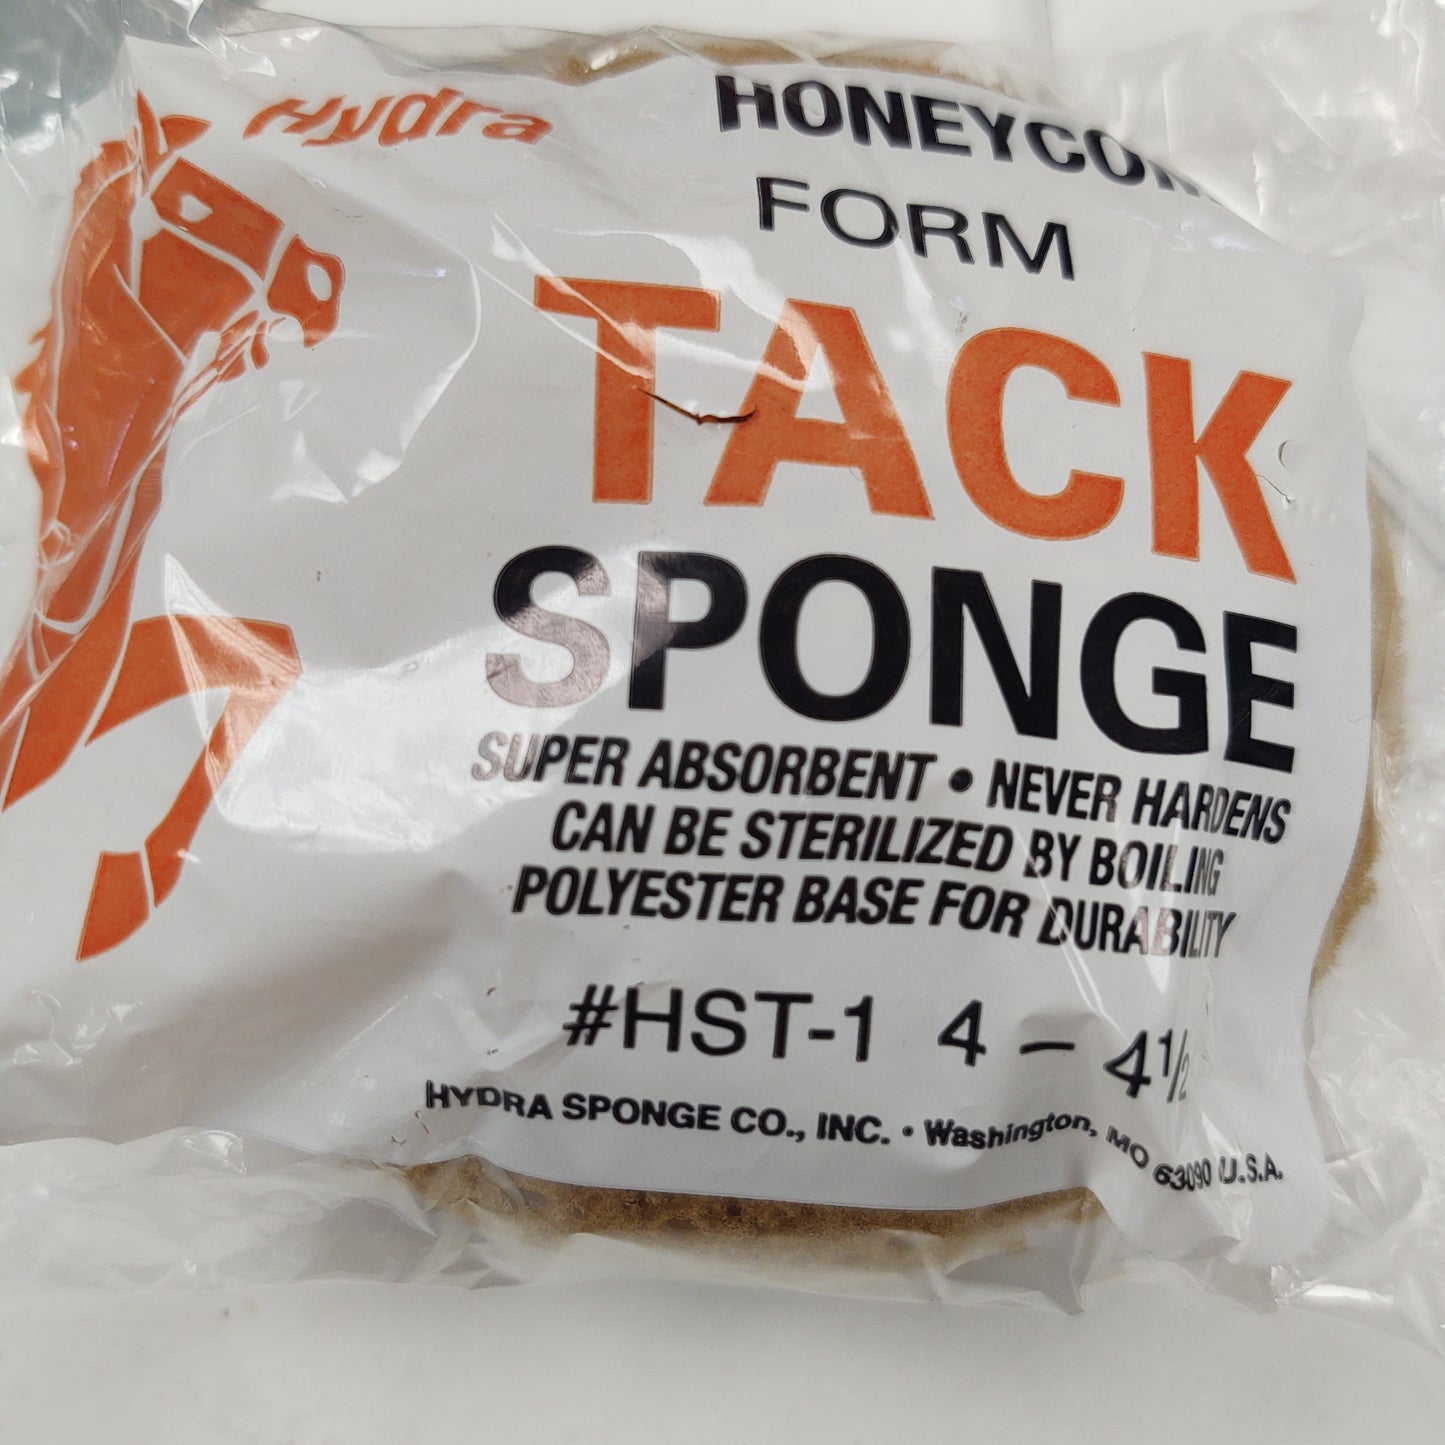 Hydra
HONEYCOM
FORM
TACK
SPONGE
SUPER ABSORBENT • NEVER HARDENS
CAN BE STERILIZED BY BOILING
POLYESTER BASE FOR DURABILITY
#HST-1 4 – 4½
HYDRA SPONGE CO., INC. • Washington, MO 63090 U.S.A.